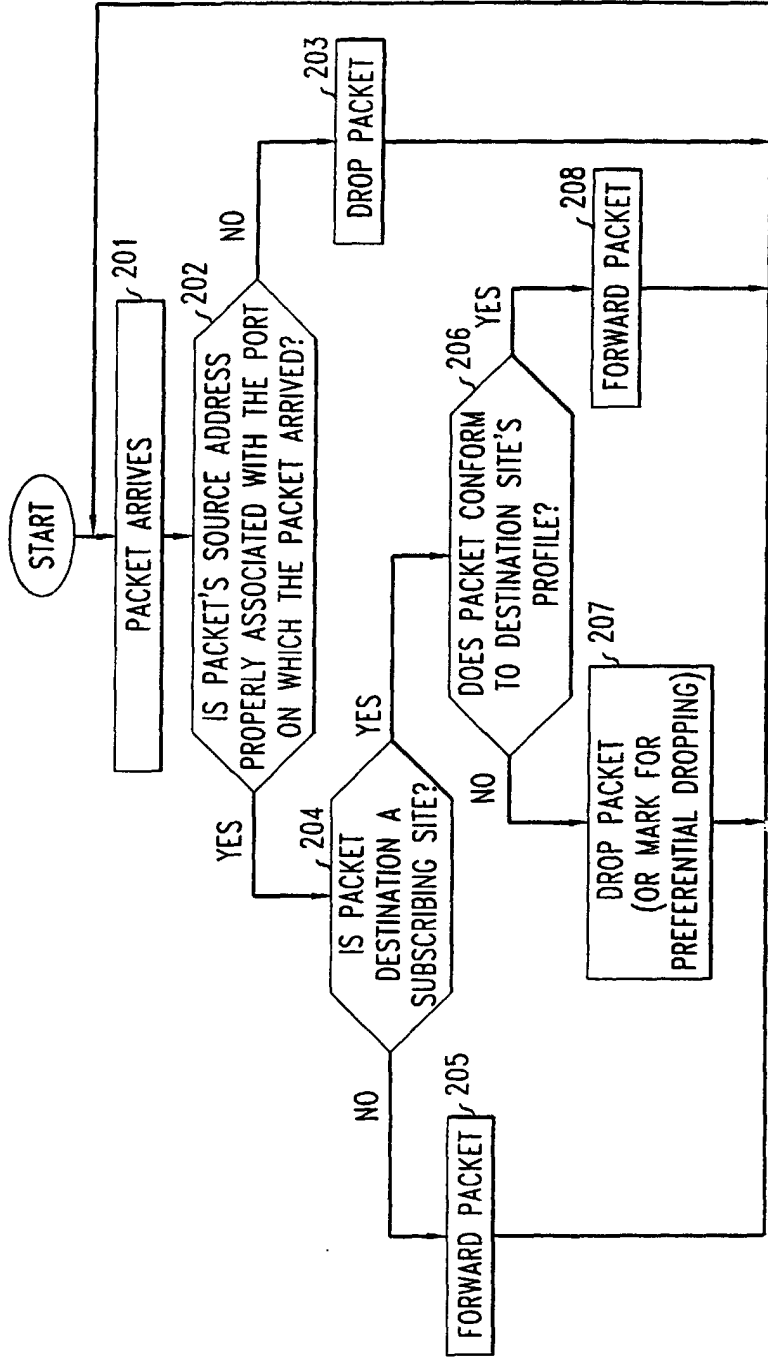 START
PACKET ARRIVES
201
IS PACKET'S SOURCE ADDRESS
PROPERLY ASSOCIATED WITH THE PORT
ON WHICH THE PACKET ARRIVED?
202
NO
DROP PACKET
203
YES
IS PACKET
DESTINATION A
SUBSCRIBING SITE?
204
NO
FORWARD PACKET
205
YES
DOES PACKET CONFORM
TO DESTINATION SITE'S
PROFILE?
206
NO
DROP PACKET
(OR MARK FOR
PREFERENTIAL DROPPING)
207
YES
FORWARD PACKET
208